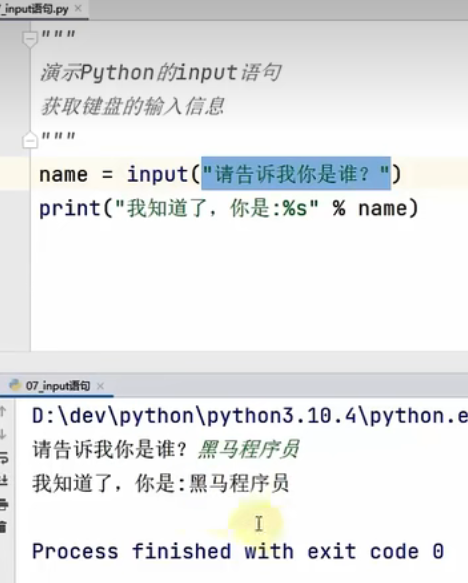 _input语句.py
"""
演示Python的input语句
获取键盘的输入信息
"""
name = input("请告诉我你是谁？")
print("我知道了，你是:%s" % name)
07_input语句
D:\dev\python\python3.10.4\python.e
请告诉我你是谁？黑马程序员
我知道了，你是:黑马程序员
Process finished with exit code 0